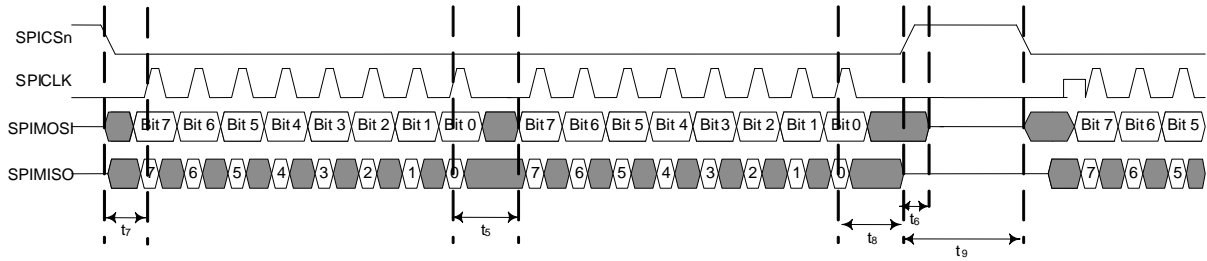 SPICSn
SPICLK
SPIMOSI Bit 7 Bit 6 Bit 5 Bit 4 Bit 3 Bit 2 Bit 1 Bit 0 Bit 7 Bit 6 Bit 5 Bit 4 Bit 3 Bit 2 Bit 1 Bit 0 Bit 7 Bit 6 Bit 5
SPIMISO 7 6 5 4 3 2 1 0 7 6 5 4 3 2 1 0 7 6 5
t7 t5 t8 t6 t9